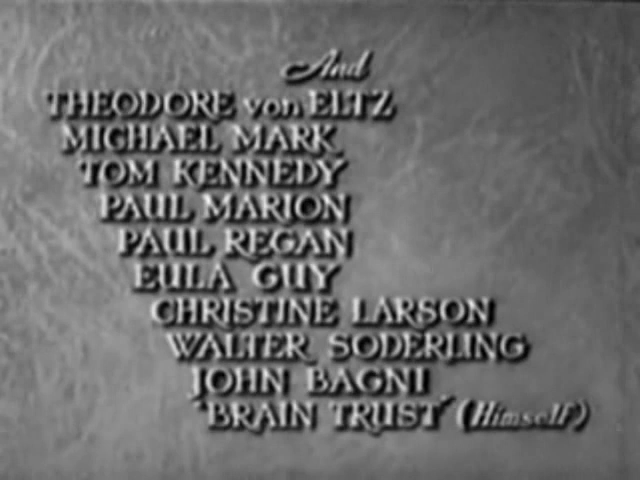 And
THEODORE von ELTZ
MICHAEL MARK
TOM KENNEDY
PAUL MARION
PAUL REGAN
EULA GUY
CHRISTINE LARSON
WALTER SODERLING
JOHN BAGNI
"BRAIN TRUST" (Himself)